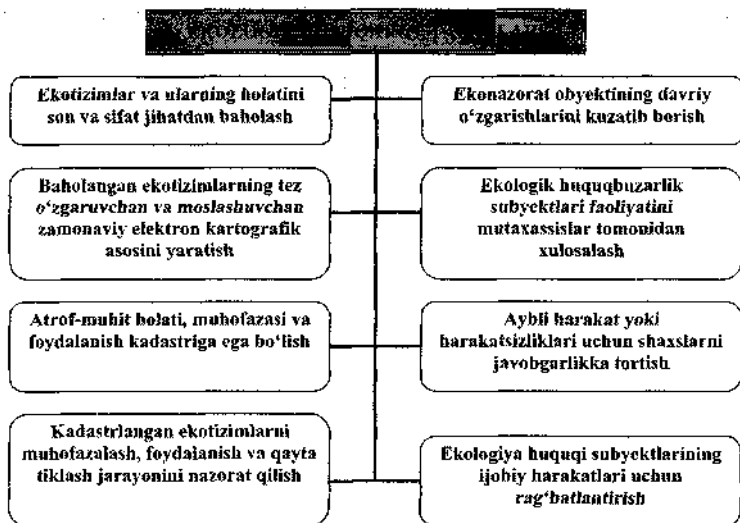 Ekotizimlar va ularning holatini
son va sifat jihatdan baholash
Ekonazorat obyektining davriy
o‘zgarishlarini kuzatib borish
Baholangan ekotizimlarning tez
o‘zgaruvchan va moslashuvchan
zamonaviy elektron kartografik
asosini yaratish
Ekologik huquqbuzarlik
subyektlari faoliyatini
mutaxassislar tomonidan
xulosalash
Atrof-muhit holati, muhofazasi va
foydalanish kadastriga ega bo‘lish
Aybli harakat yoki
harakatsizliklari uchun shaxslarni
javobgarlikka tortish
Kadastrlangan ekotizimlarni
muhofazalash, foydalanish va qayta
tiklash jarayonini nazorat qilish
Ekologiya huquqi subyektlarining
ijobiy harakatlari uchun
rag‘batlantirish